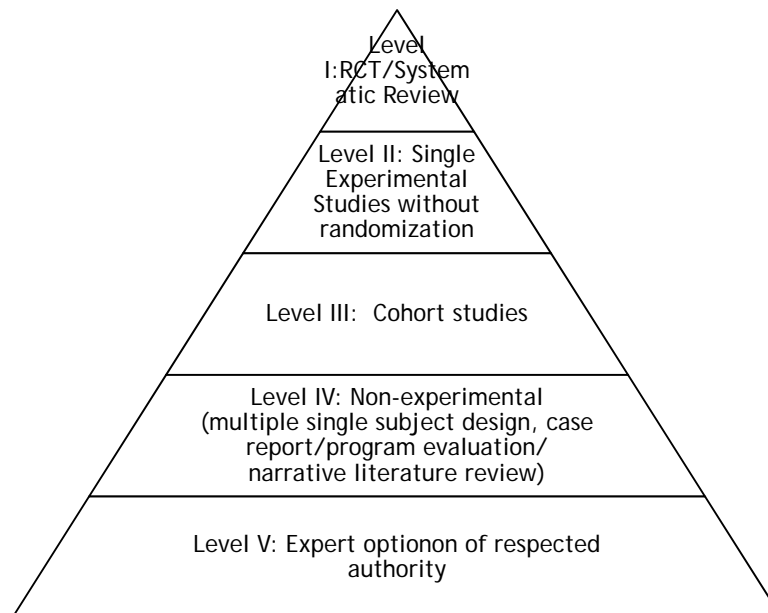 Level
I:RCT/System
atic Review
Level II: Single
Experimental
Studies without
randomization
Level III:  Cohort studies
Level IV: Non-experimental
(multiple single subject design, case
report/program evaluation/
narrative literature review)
Level V: Expert optionon of respected
authority